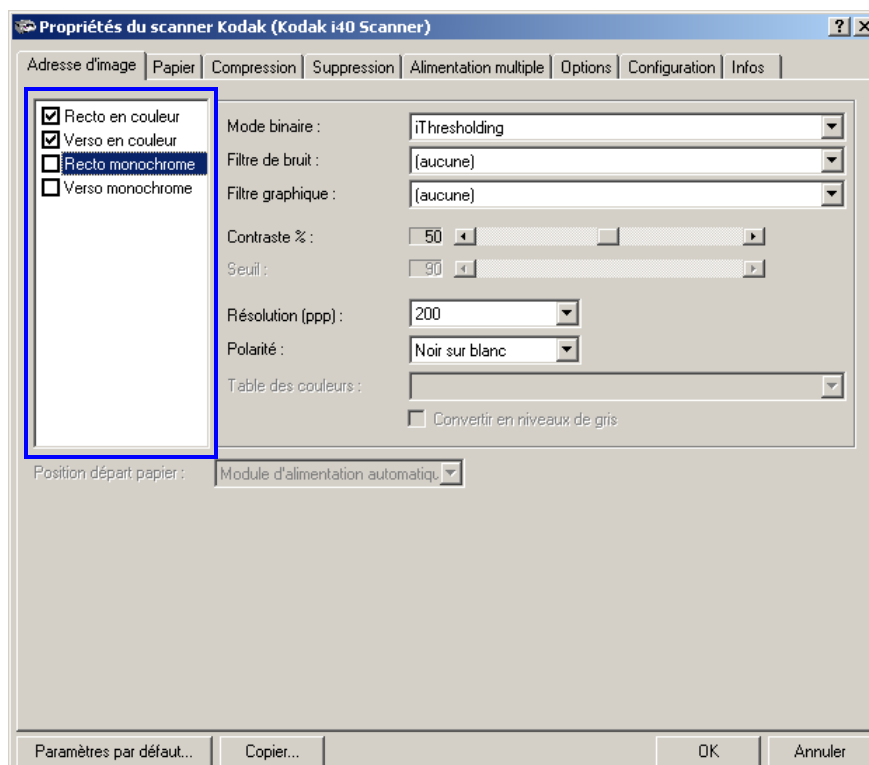 Propriétés du scanner Kodak (Kodak i40 Scanner)
Adresse d'image Papier Compression Suppression Alimentation multiple Options Configuration Infos
Recto en couleur
Verso en couleur
Recto monochrome
Verso monochrome
Mode binaire : iThresholding
Filtre de bruit : (aucune)
Filtre graphique : (aucune)
Contraste % : 50
Seuil : 90
Résolution (ppp) : 200
Polarité : Noir sur blanc
Table des couleurs :
Convertir en niveaux de gris
Position départ papier : Module d'alimentation automatiqu
Paramètres par défaut... Copier... OK Annuler